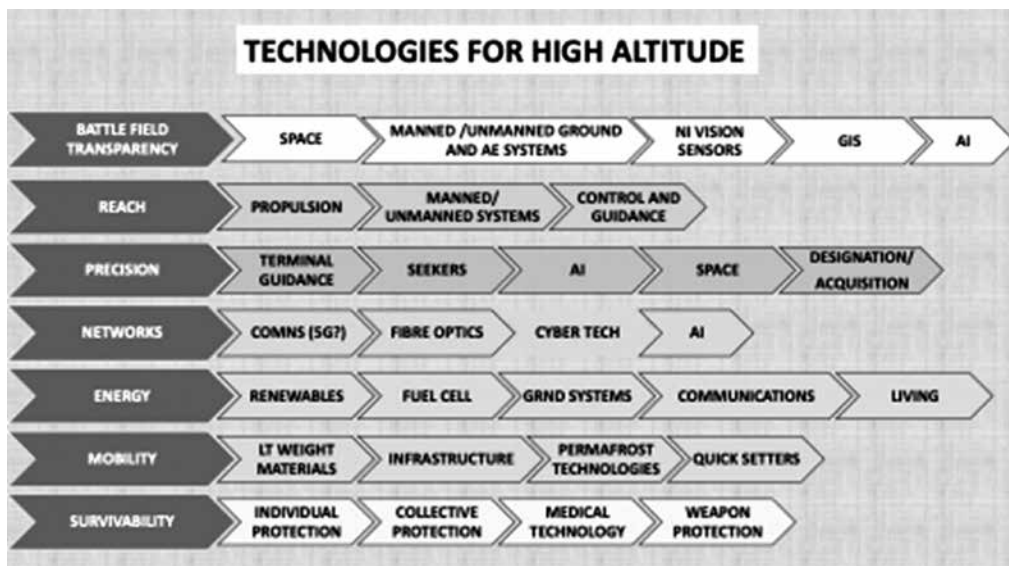 TECHNOLOGIES FOR HIGH ALTITUDE
BATTLE FIELD
TRANSPARENCY
SPACE
MANNED /UNMANNED GROUND
AND AE SYSTEMS
NI VISION
SENSORS
GIS
AI
REACH
PROPULSION
MANNED/
UNMANNED SYSTEMS
CONTROL AND
GUIDANCE
PRECISION
TERMINAL
GUIDANCE
SEEKERS
AI
SPACE
DESIGNATION/
ACQUISITION
NETWORKS
COMNS (5G?)
FIBRE OPTICS
CYBER TECH
AI
ENERGY
RENEWABLES
FUEL CELL
GRND SYSTEMS
COMMUNICATIONS
LIVING
MOBILITY
LT WEIGHT
MATERIALS
INFRASTRUCTURE
PERMAFROST
TECHNOLOGIES
QUICK SETTERS
SURVIVABILITY
INDIVIDUAL
PROTECTION
COLLECTIVE
PROTECTION
MEDICAL
TECHNOLOGY
WEAPON
PROTECTION